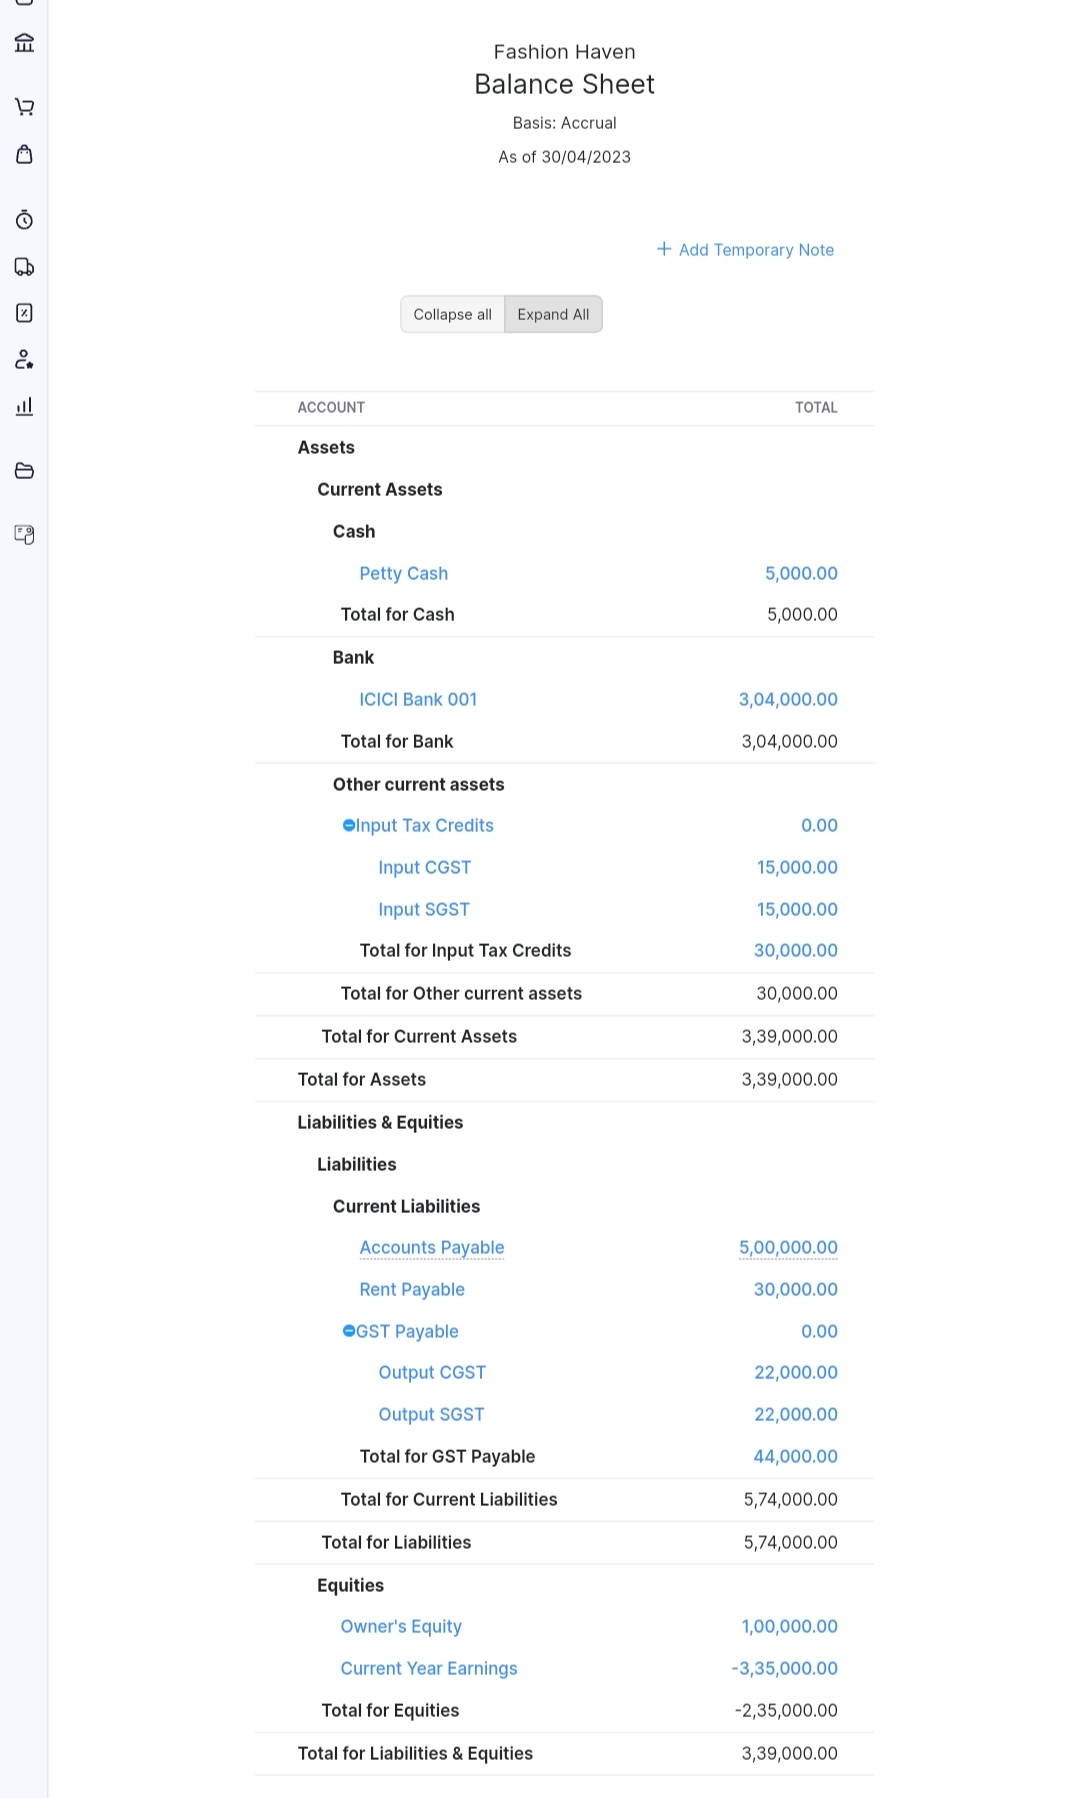 Fashion Haven
Balance Sheet
Basis: Accrual
As of 30/04/2023
+ Add Temporary Note
Collapse all Expand All
ACCOUNT TOTAL
Assets
Current Assets
Cash
Petty Cash 5,000.00
Total for Cash 5,000.00
Bank
ICICI Bank 001 3,04,000.00
Total for Bank 3,04,000.00
Other current assets
Input Tax Credits 0.00
Input CGST 15,000.00
Input SGST 15,000.00
Total for Input Tax Credits 30,000.00
Total for Other current assets 30,000.00
Total for Current Assets 3,39,000.00
Total for Assets 3,39,000.00
Liabilities & Equities
Liabilities
Current Liabilities
Accounts Payable 5,00,000.00
Rent Payable 30,000.00
GST Payable 0.00
Output CGST 22,000.00
Output SGST 22,000.00
Total for GST Payable 44,000.00
Total for Current Liabilities 5,74,000.00
Total for Liabilities 5,74,000.00
Equities
Owner's Equity 1,00,000.00
Current Year Earnings -3,35,000.00
Total for Equities -2,35,000.00
Total for Liabilities & Equities 3,39,000.00